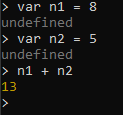 > var n1 = 8
undefined
> var n2 = 5
undefined
> n1 + n2
13
>